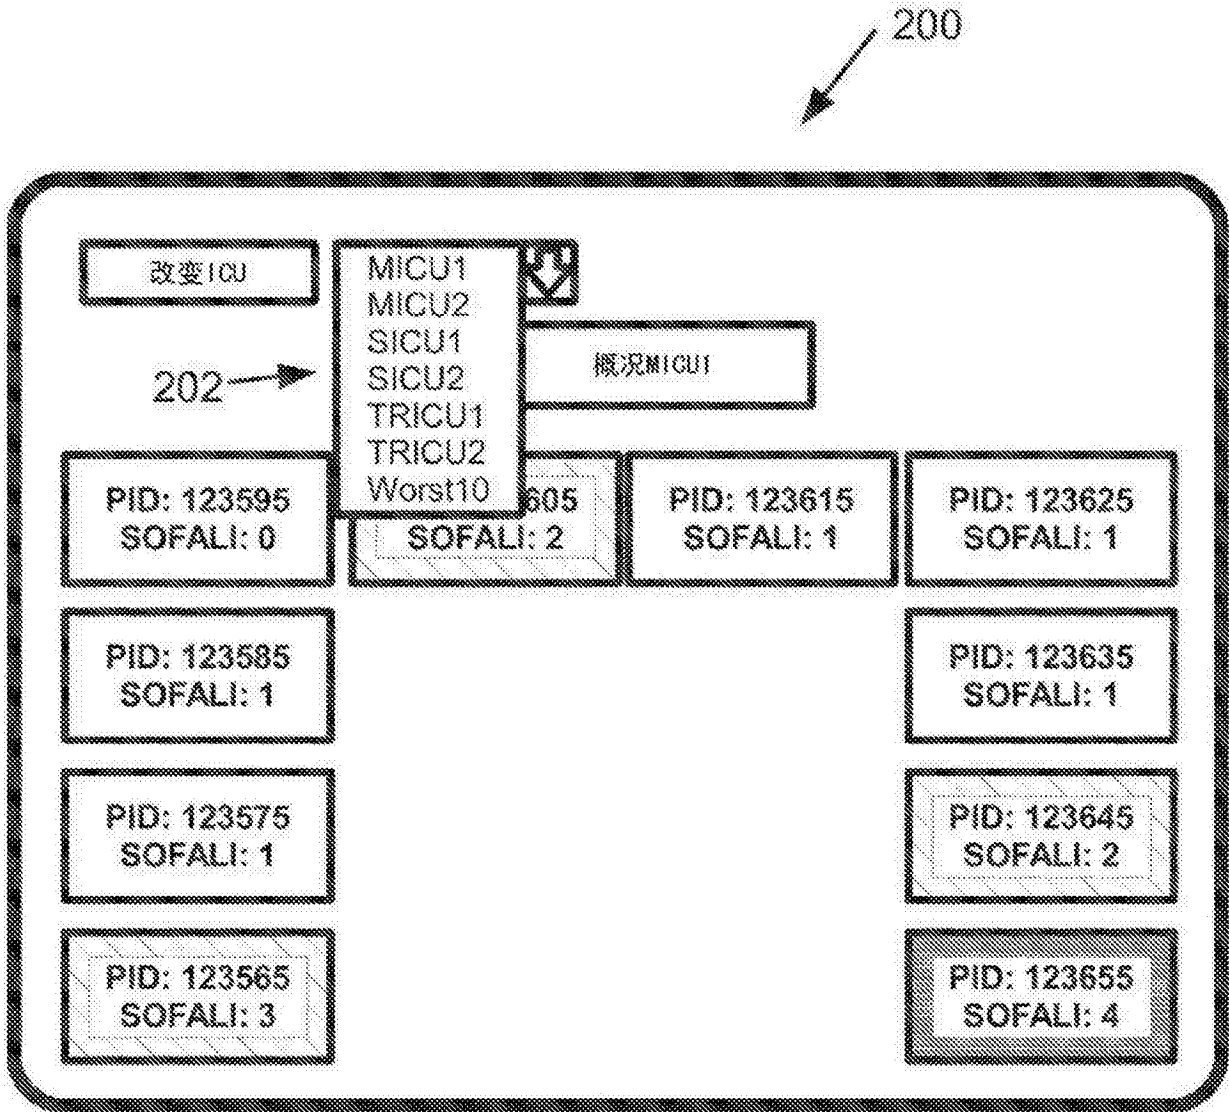 200
改变ICU
MICU1
MICU2
SICU1
SICU2
TRICU1
TRICU2
Worst10
概况MICU1
202
PID: 123595
SOFALI: 0
605
SOFALI: 2
PID: 123615
SOFALI: 1
PID: 123625
SOFALI: 1
PID: 123585
SOFALI: 1
PID: 123635
SOFALI: 1
PID: 123575
SOFALI: 1
PID: 123645
SOFALI: 2
PID: 123565
SOFALI: 3
PID: 123655
SOFALI: 4